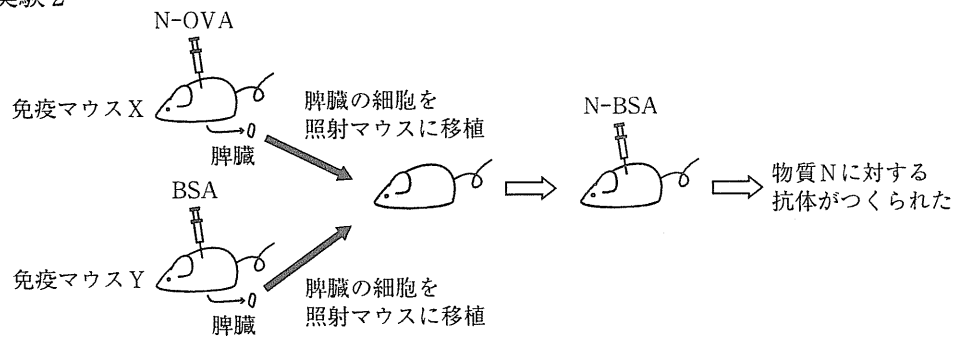 実験2
N-OVA
免疫マウスX
脾臓
脾臓の細胞を
照射マウスに移植
BSA
免疫マウスY
脾臓
脾臓の細胞を
照射マウスに移植
N-BSA
物質Nに対する
抗体がつくられた